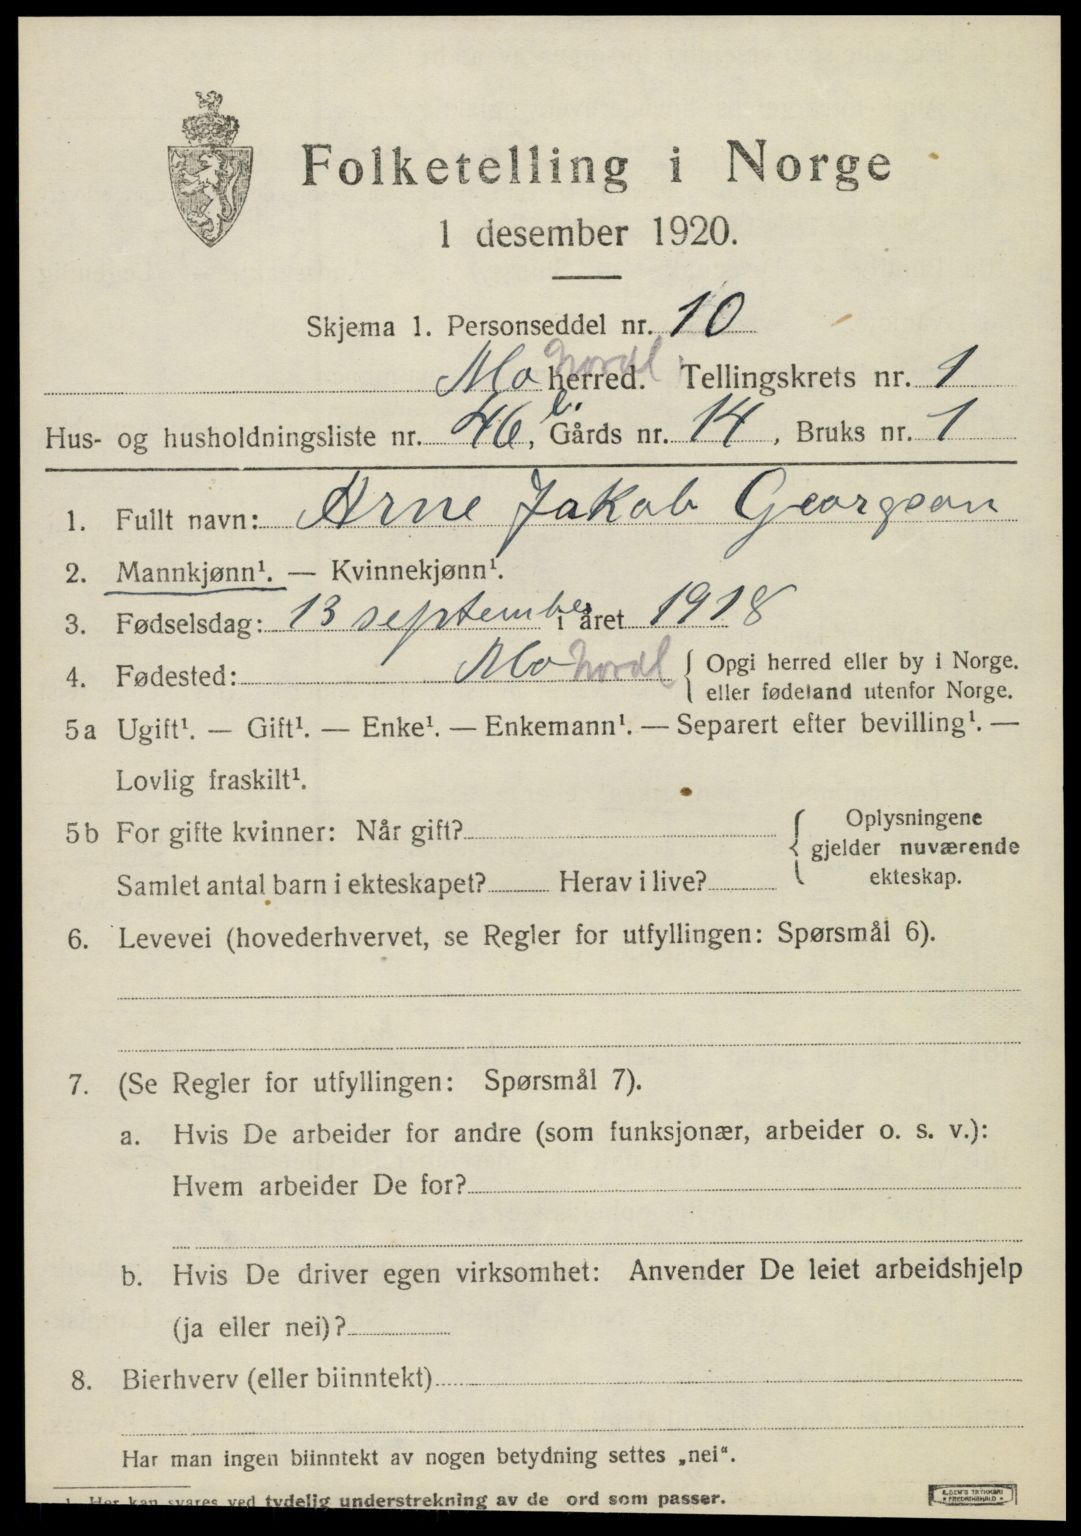 Folketelling i Norge
1 desember 1920.
Skjema 1. Personseddel nr. 10
Mo herred. Nordl. Tellingskrets nr. 1
Hus- og husholdningsliste nr. 46 b., Gårds nr. 14, Bruks nr. 1
1. Fullt navn: Arne Jakob Georgson
2. Mannkjønn¹. — Kvinnekjønn¹.
3. Fødselsdag: 13 september i året 1918
4. Fødested: Mo Nordl { Opgi herred eller by i Norge.
eller fødeland utenfor Norge.
5a Ugift¹. — Gift¹. — Enke¹. — Enkemann¹. — Separert efter bevilling¹. —
Lovlig fraskilt¹.
5b For gifte kvinner: Når gift?
Samlet antal barn i ekteskapet? Herav i live?
{ Oplysningene
gjelder nuværende
ekteskap.
6. Levevei (hovederhvervet, se Regler for utfyllingen: Spørsmål 6).
7. (Se Regler for utfyllingen: Spørsmål 7).
a. Hvis De arbeider for andre (som funksjonær, arbeider o. s. v.):
Hvem arbeider De for?
b. Hvis De driver egen virksomhet: Anvender De leiet arbeidshjelp
(ja eller nei)?
8. Bierhverv (eller biinntekt)
Har man ingen biinntekt av nogen betydning settes „nei“.
1. Her kan svares ved tydelig understrekning av de ord som passer.
FREDRIKSHALD